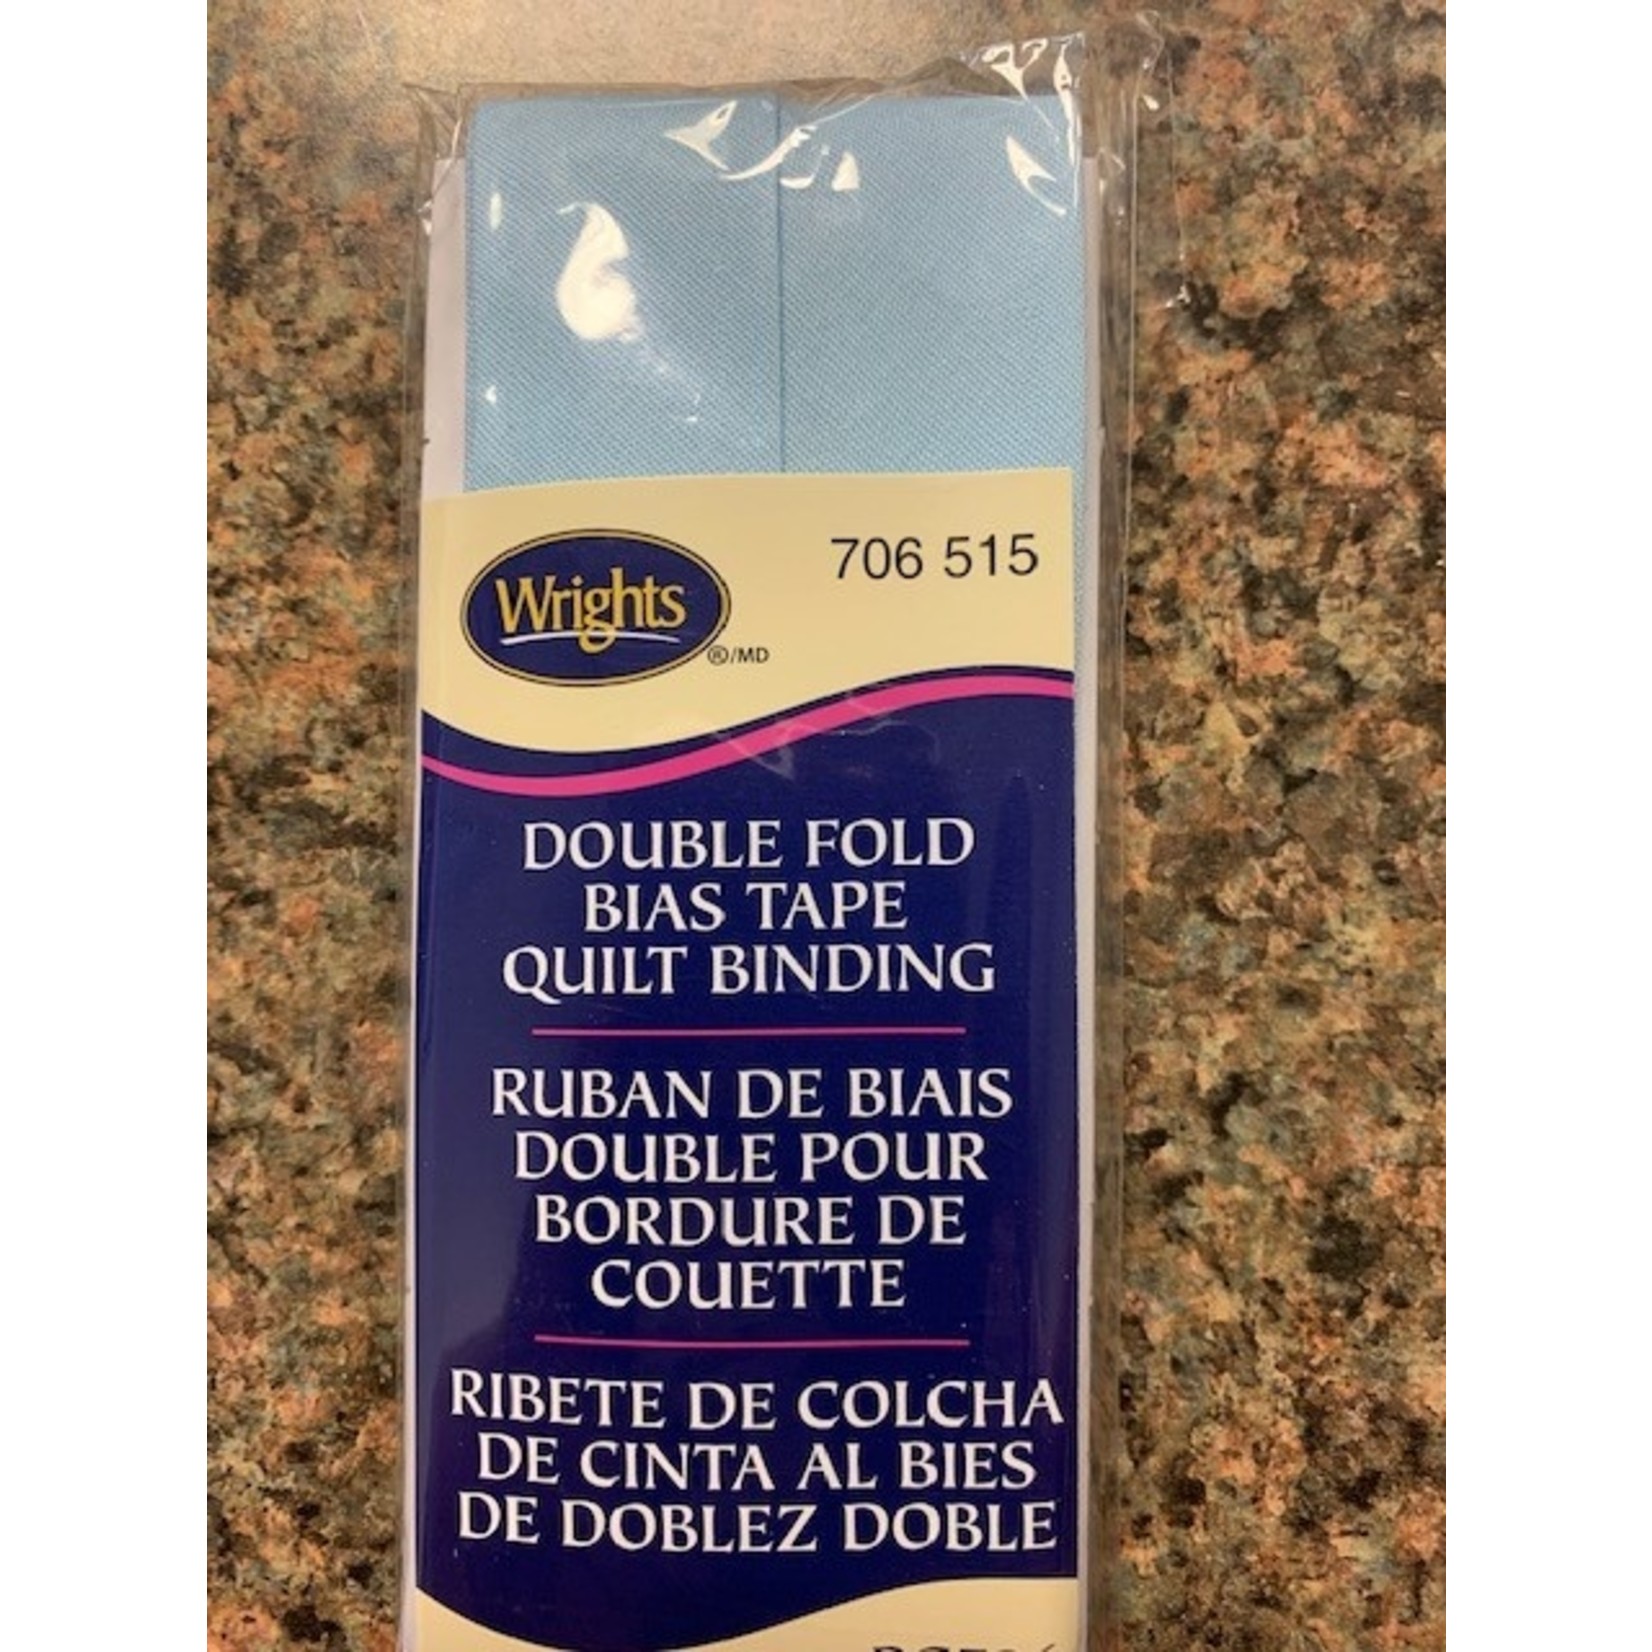 706 515
Wrights
®/MD
DOUBLE FOLD
BIAS TAPE
QUILT BINDING
RUBAN DE BIAIS
DOUBLE POUR
BORDURE DE
COUETTE
RIBETE DE COLCHA
DE CINTA AL BIES
DE DOBLEZ DOBLE